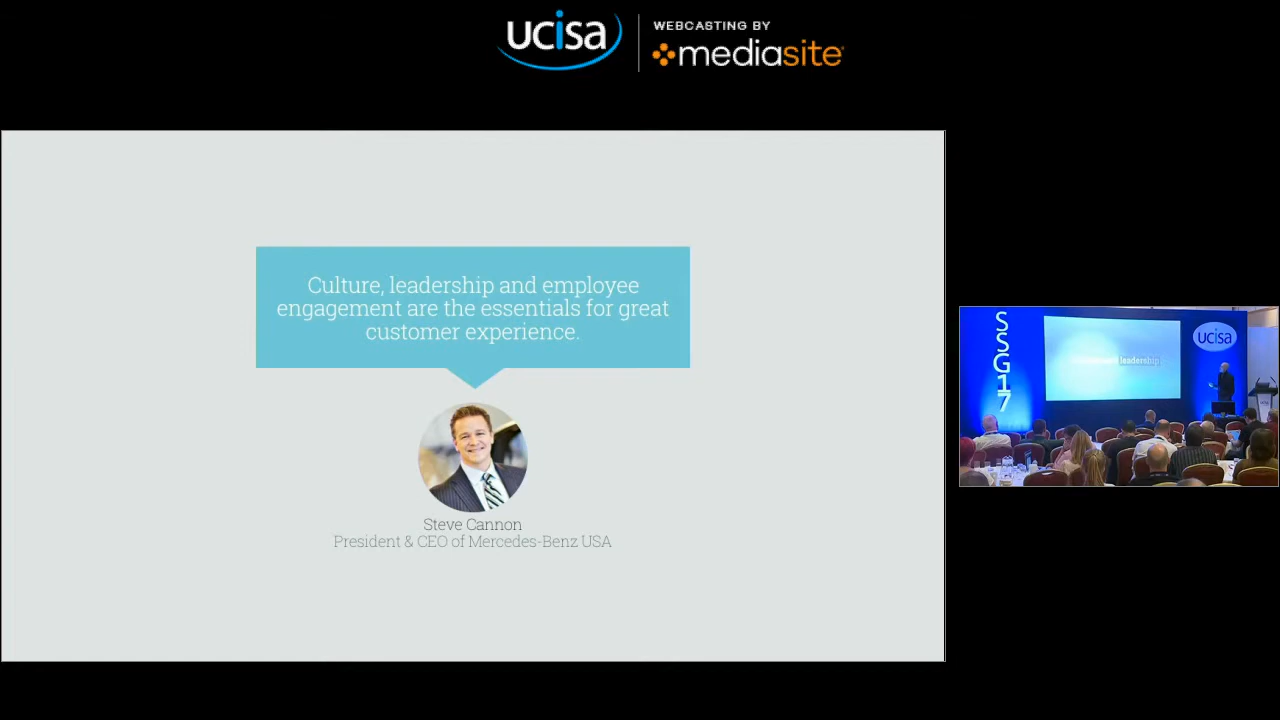 ucisa
WEBCASTING BY
mediasite
Culture, leadership and employee
engagement are the essentials for great
customer experience.
Steve Cannon
President & CEO of Mercedes-Benz USA
SSG17
leadership
ucisa